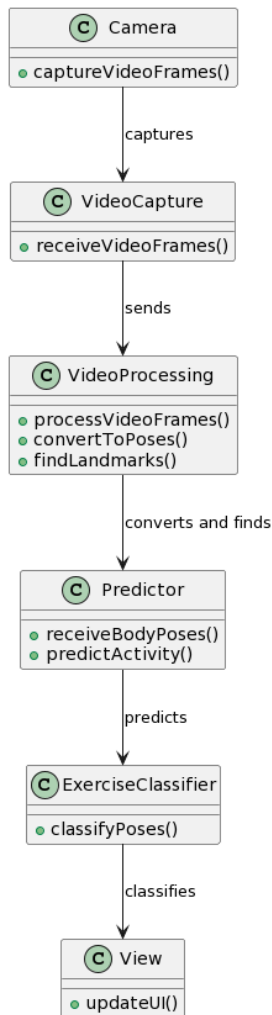 C Camera
captureVideoFrames()
captures
C VideoCapture
receiveVideoFrames()
sends
C VideoProcessing
processVideoFrames()
convertToPoses()
findLandmarks()
converts and finds
C Predictor
receiveBodyPoses()
predictActivity()
predicts
C ExerciseClassifier
classifyPoses()
classifies
C View
updateUI()